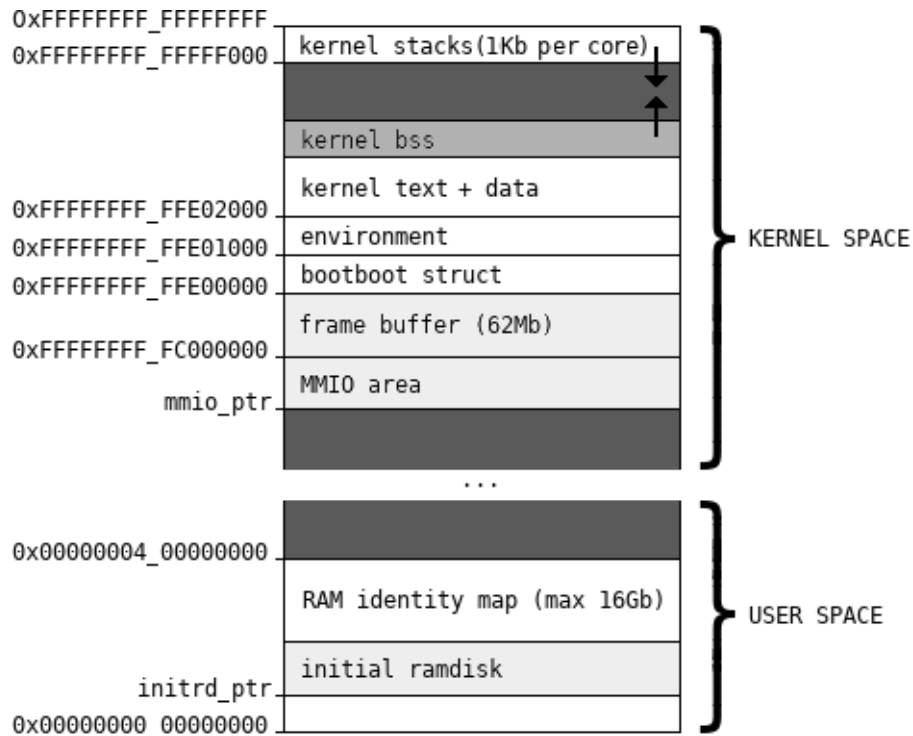 0xFFFFFFFF_FFFFFFFF
kernel stacks(1Kb per core)
0xFFFFFFFF_FFFFF000
kernel bss
kernel text + data
0xFFFFFFFF_FFE02000
environment
KERNEL SPACE
0xFFFFFFFF_FFE01000
bootboot struct
0xFFFFFFFF_FFE00000
frame buffer (62Mb)
0xFFFFFFFF_FC000000
MMIO area
mmio_ptr
...
0x00000004_00000000
RAM identity map (max 16Gb)
USER SPACE
initial ramdisk
initrd_ptr
0x00000000_00000000